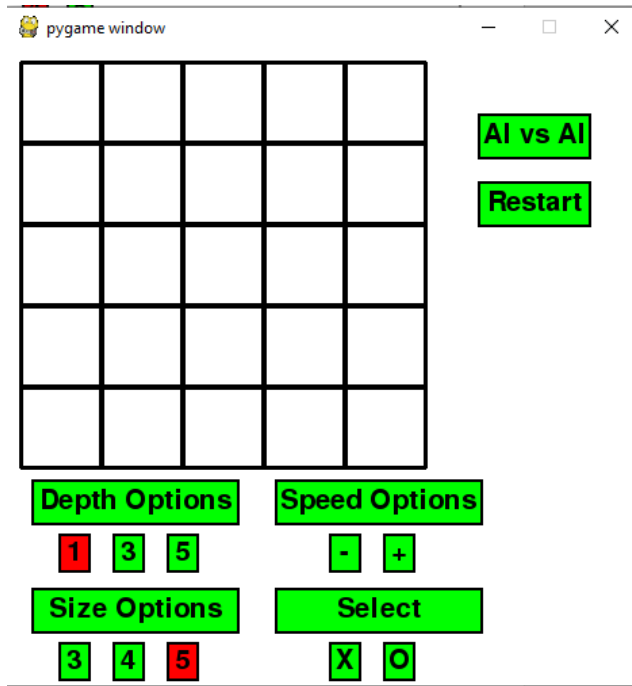 pygame window
AI vs AI
Restart
Depth Options Speed Options
1 3 5 - +
Size Options Select
3 4 5 X O